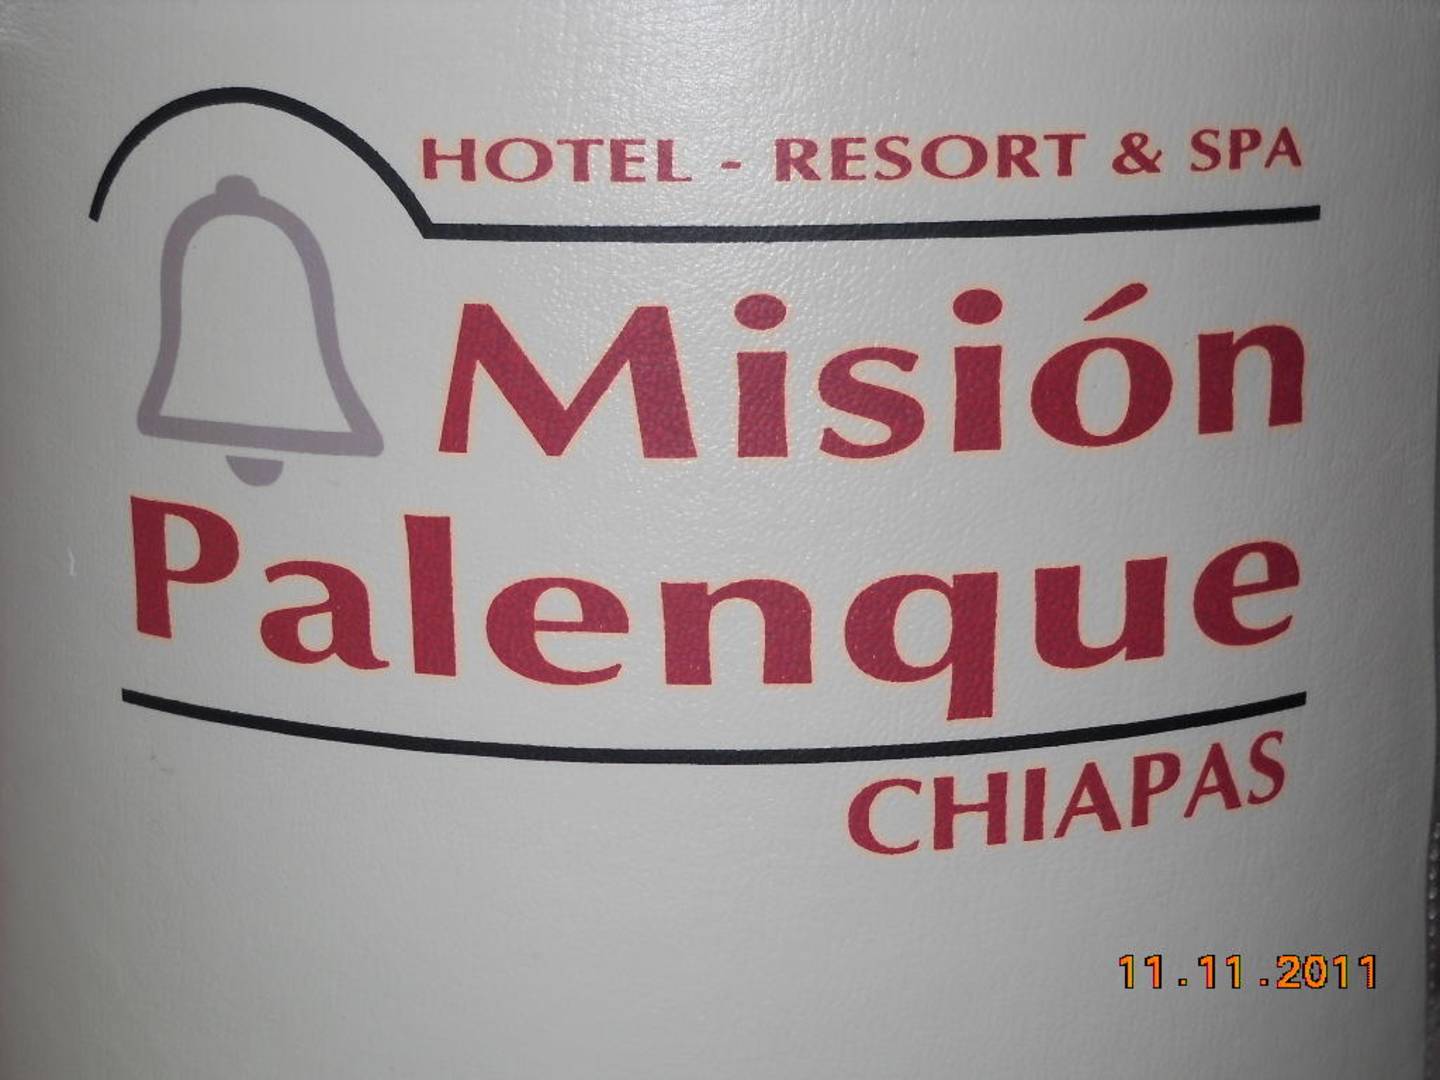 HOTEL - RESORT & SPA
Misión
Palenque
CHIAPAS
11.11.2011